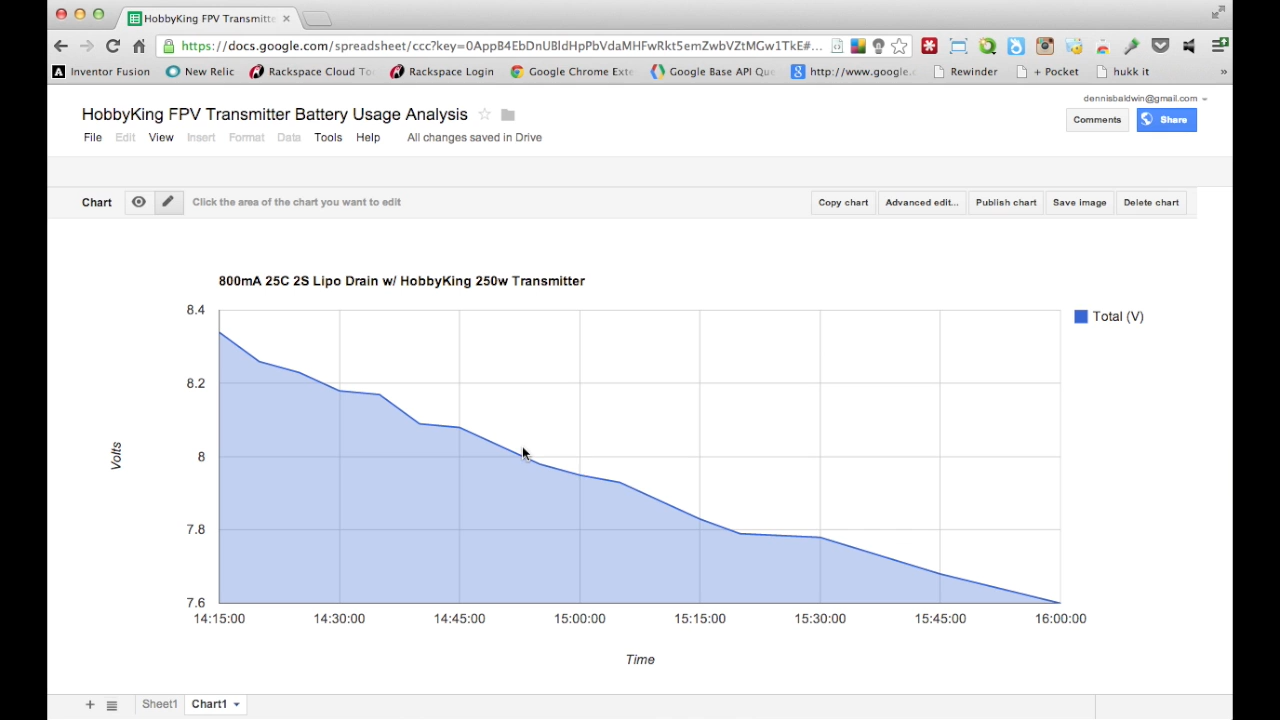 HobbyKing FPV Transmitte
https://docs.google.com/spreadsheet/ccc?key=0AppB4EbDnUBldHpPbVdaMHFwRkt5emZwbVZtMGw1TkE#...
Inventor Fusion New Relic Rackspace Cloud To Rackspace Login Google Chrome Exte Google Base API Que http://www.google.c Rewinder + Pocket hukk it »
dennisbaldwin@gmail.com
HobbyKing FPV Transmitter Battery Usage Analysis
Comments Share
File Edit View Insert Format Data Tools Help All changes saved in Drive
Chart Click the area of the chart you want to edit Copy chart Advanced edit... Publish chart Save image Delete chart
800mA 25C 2S Lipo Drain w/ HobbyKing 250w Transmitter
8.4
Total (V)
8.2
Volts
8
7.8
7.6
14:15:00 14:30:00 14:45:00 15:00:00 15:15:00 15:30:00 15:45:00 16:00:00
Time
+ Sheet1 Chart1